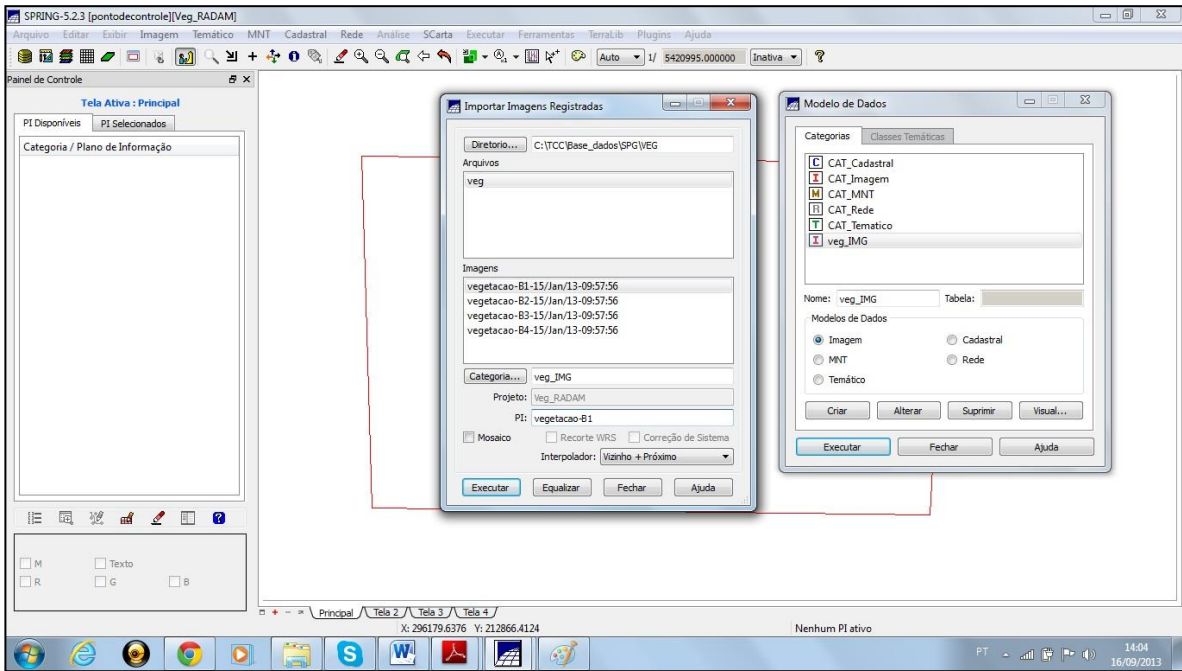 SPRING-5.2.3 [pontodecontrole][Veg_RADAM]
Arquivo Editar Exibir Imagem Temático MNT Cadastral Rede Análise SCarta Executar Ferramentas TerraLib Plugins Ajuda
Auto 1/ 5420995.000000 Inativa
Painel de Controle
Tela Ativa : Principal
PI Disponíveis PI Selecionados
Categoria / Plano de Informação
M Texto
R G B
Importar Imagens Registradas
Diretorio... C:\TCC\Base_dados\SPG\VEG
Arquivos
veg
Imagens
vegetacao-B1-15/Jan/13-09:57:56
vegetacao-B2-15/Jan/13-09:57:56
vegetacao-B3-15/Jan/13-09:57:56
vegetacao-B4-15/Jan/13-09:57:56
Categoria... veg_IMG
Projeto: Veg_RADAM
PI: vegetacao-B1
Mosaico Recorte WRS Correção de Sistema
Interpolador: Vizinho + Próximo
Executar Equalizar Fechar Ajuda
Modelo de Dados
Categorias Classes Temáticas
C CAT_Cadastral
I CAT_Imagem
M CAT_MNT
R CAT_Rede
T CAT_Tematico
I veg_IMG
Nome: veg_IMG Tabela:
Modelos de Dados
Imagem Cadastral
MNT Rede
Temático
Criar Alterar Suprimir Visual...
Executar Fechar Ajuda
Principal Tela 2 Tela 3 Tela 4
X: 296179.6376 Y: 212866.4124 Nenhum PI ativo
PT 14:04
16/09/2013